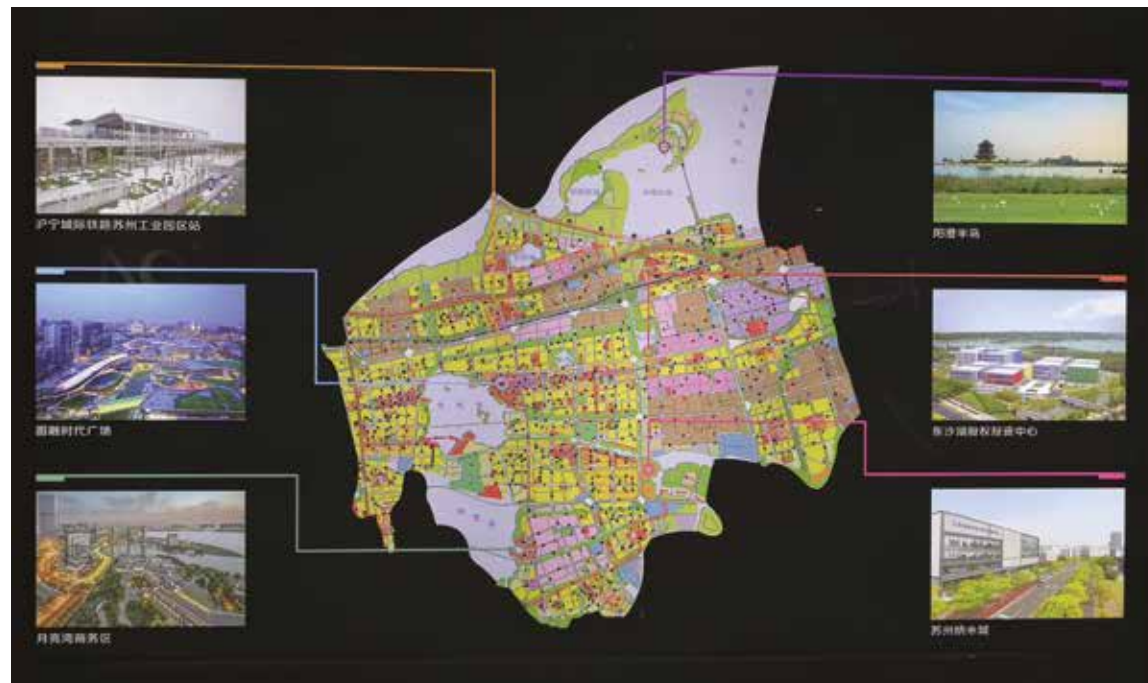 沪宁城际铁路苏州工业园区站
阳澄半岛
圆融时代广场
东沙湖股权投资中心
月亮湾商务区
苏州纳米城